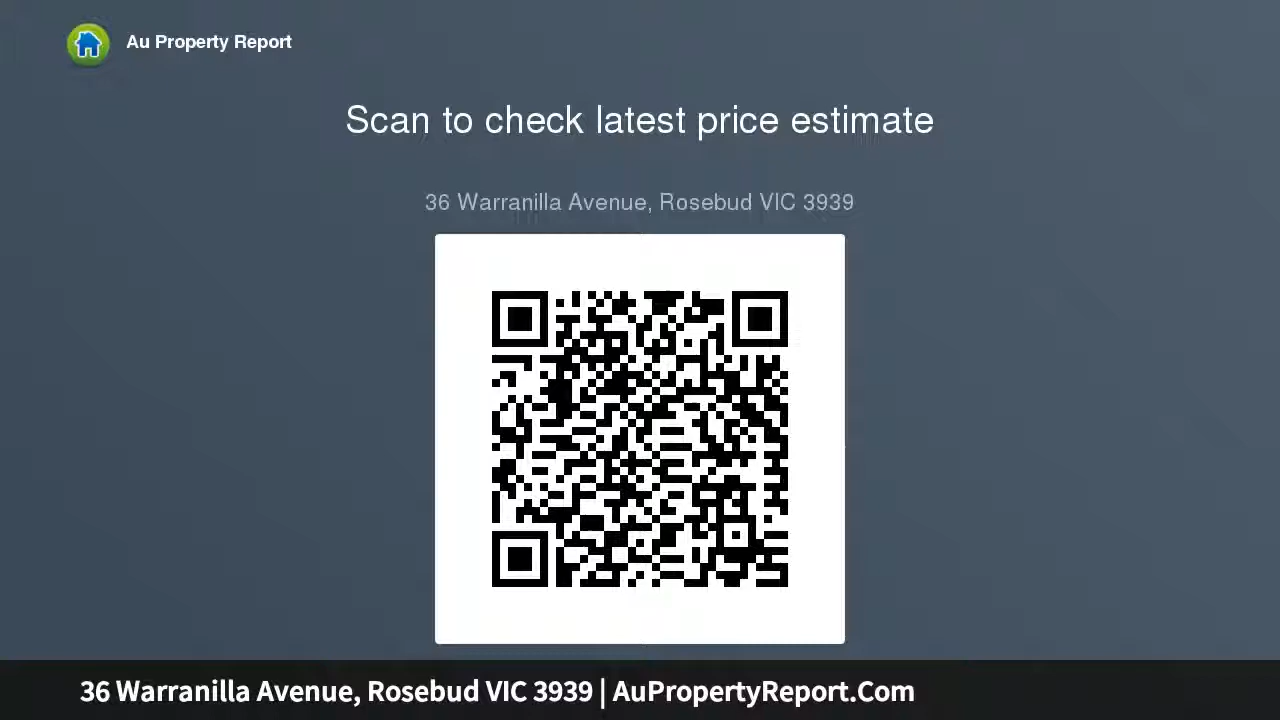 Au Property Report
Scan to check latest price estimate
36 Warranilla Avenue, Rosebud VIC 3939
36 Warranilla Avenue, Rosebud VIC 3939 | AuPropertyReport.Com